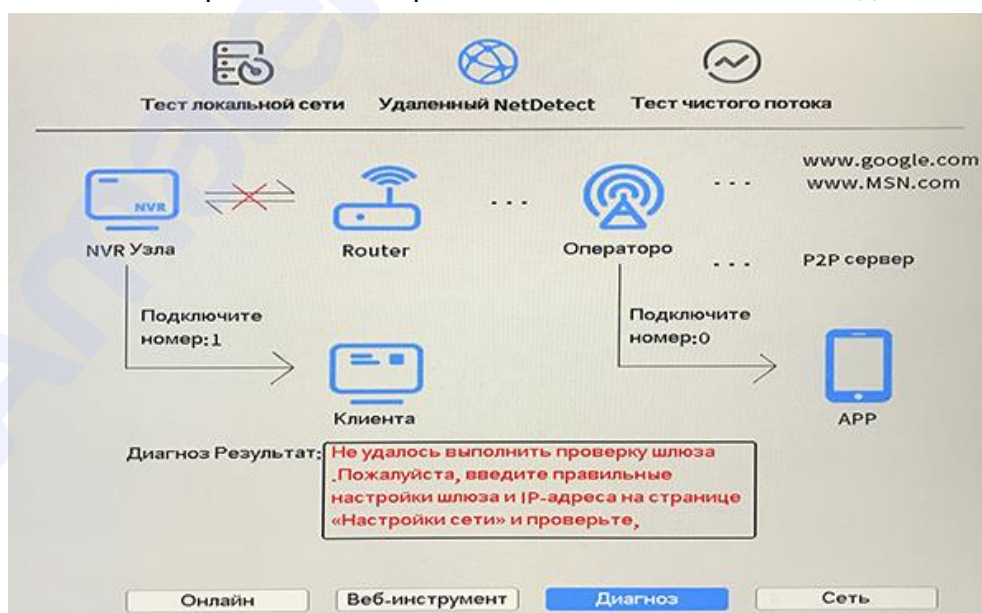 Тест локальной сети
Удаленный NetDetect
Тест чистого потока
www.google.com
www.MSN.com
NVR
NVR Узла
Router
Операторо
P2P сервер
Подключите
номер:1
Подключите
номер:0
Клиента
APP
Диагноз Результат:
Не удалось выполнить проверку шлюза
.Пожалуйста, введите правильные
настройки шлюза и IP-адреса на странице
«Настройки сети» и проверьте,
Онлайн
Веб-инструмент
Диагноз
Сеть